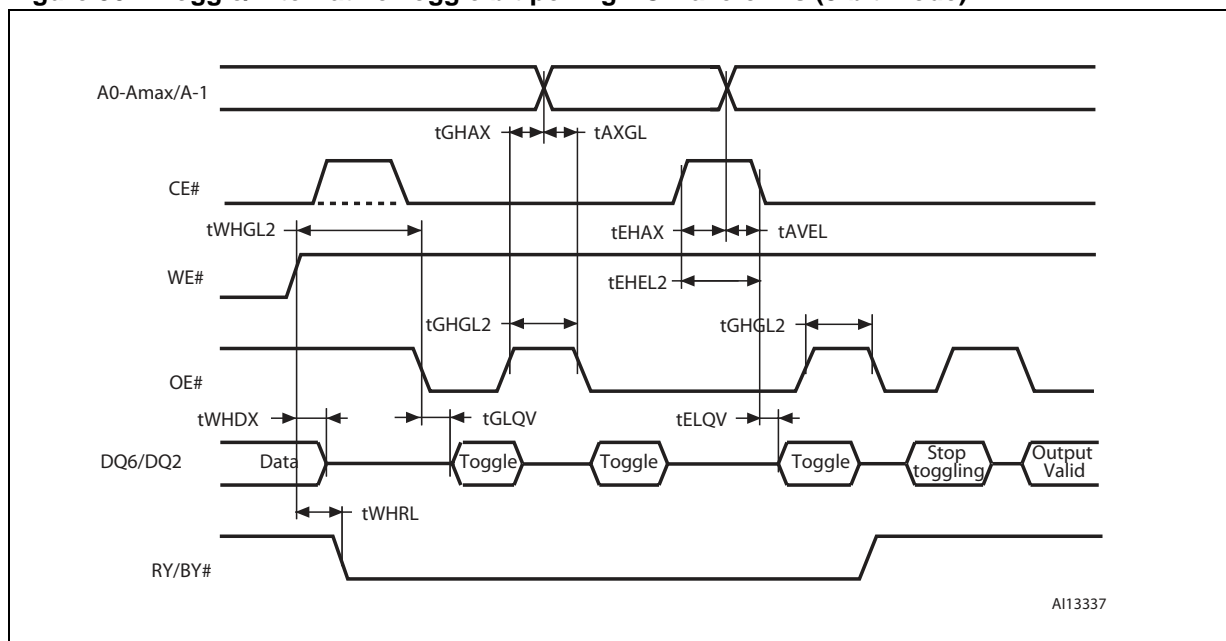 A0-Amax/A-1
tGHAX
tAXGL
CE#
tWHGL2
tEHAX
tAVEL
WE#
tEHEL2
tGHGL2
tGHGL2
OE#
tWHDX
tGLQV
tELQV
DQ6/DQ2
Data
Toggle
Toggle
Toggle
Stop
toggling
Output
Valid
tWHRL
RY/BY#
AI13337